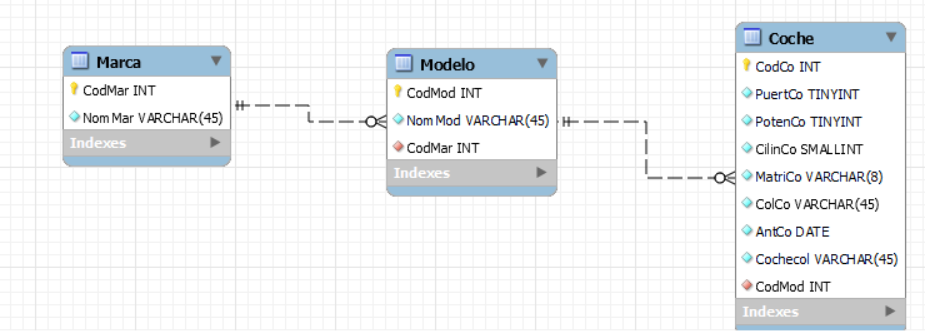 Marca
CodMar INT
NomMar VARCHAR(45)
Indexes
Modelo
CodMod INT
NomMod VARCHAR(45)
CodMar INT
Indexes
Coche
CodCo INT
PuertCo TINYINT
PotenCo TINYINT
CilinCo SMALLINT
MatriCo VARCHAR(8)
ColCo VARCHAR(45)
AntCo DATE
Cochecol VARCHAR(45)
CodMod INT
Indexes